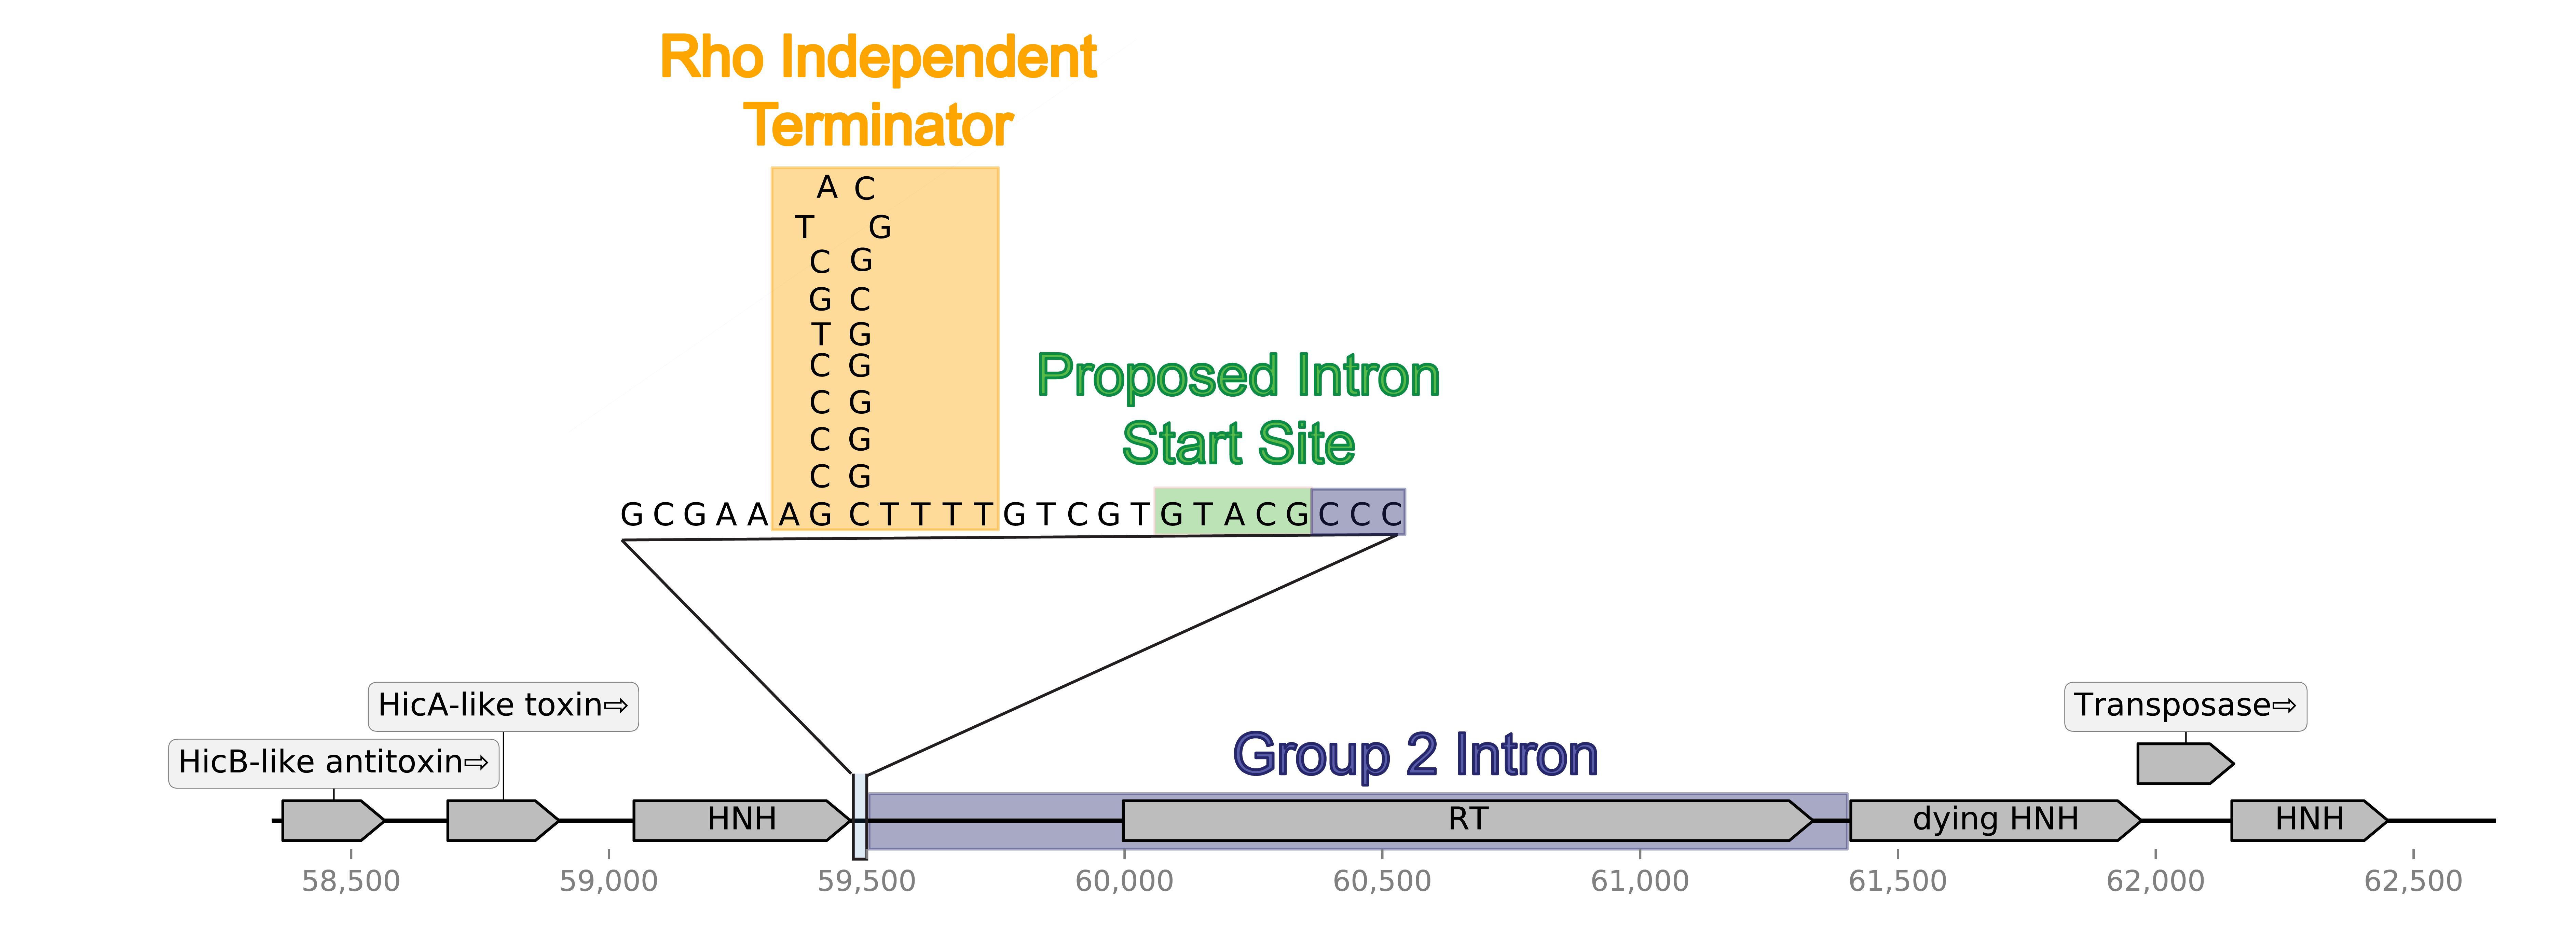 Rho Independent
Terminator
A C
T G
C G
G C
T G
C G
C G
C G
C G
Proposed Intron
Start Site
G C G A A A G C T T T T G T C G T G T A C G C C C
HicA-like toxin⇨
HicB-like antitoxin⇨
Transposase⇨
Group 2 Intron
HNH
RT
dying HNH
HNH
58,500 59,000 59,500 60,000 60,500 61,000 61,500 62,000 62,500